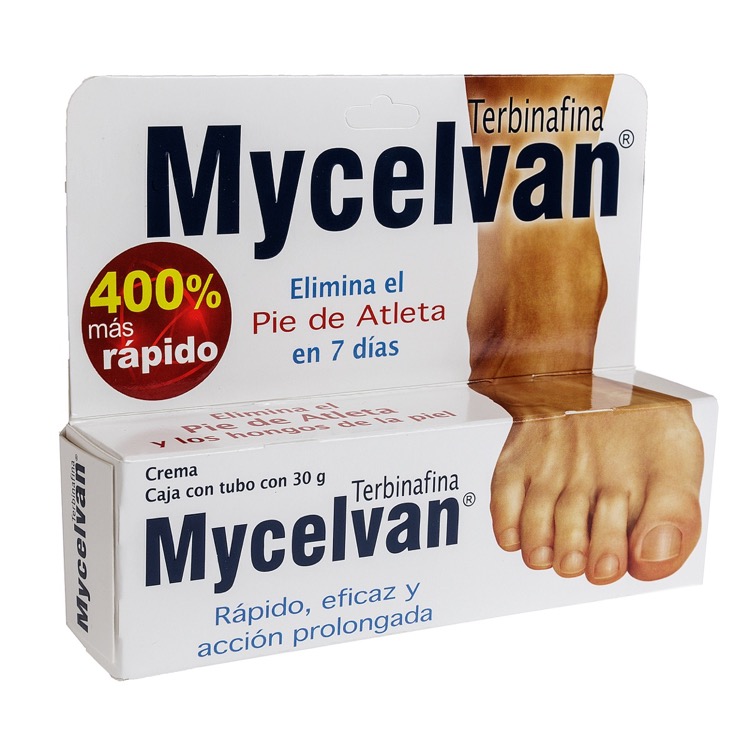 Terbinafina
Mycelvan®
400%
más
rápido
Elimina el
Pie de Atleta
en 7 días
Elimina el
Pie de Atleta
y los hongos de la piel
Crema
Caja con tubo con 30 g
Terbinafina
Mycelvan®
Rápido, eficaz y
acción prolongada
Terbinafina
Mycelvan®